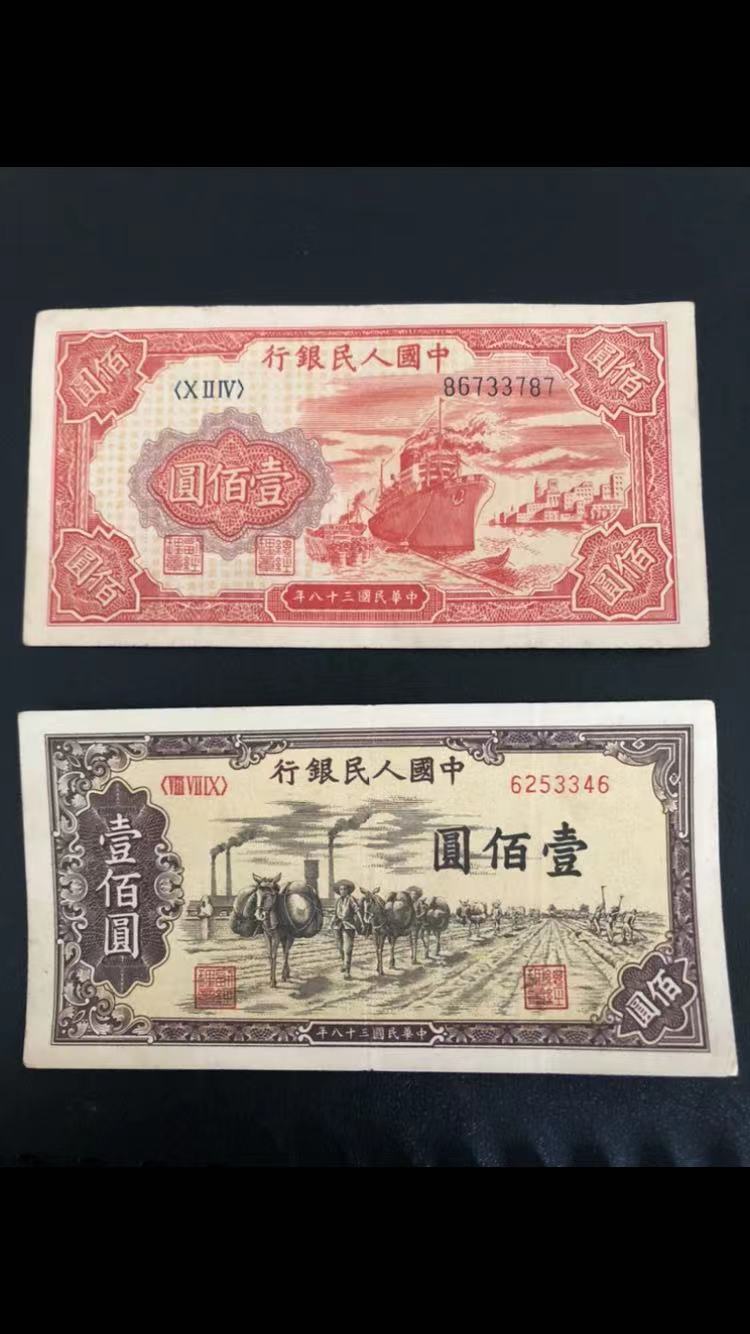 中國人民銀行
〈XⅡⅣ〉
86733787
壹佰圓
佰圓
佰圓
佰圓
佰圓
中華民國三十八年
中國人民銀行
〈ⅧⅦⅨ〉
6253346
壹佰圓
壹佰圓
佰圓
中華民國三十八年